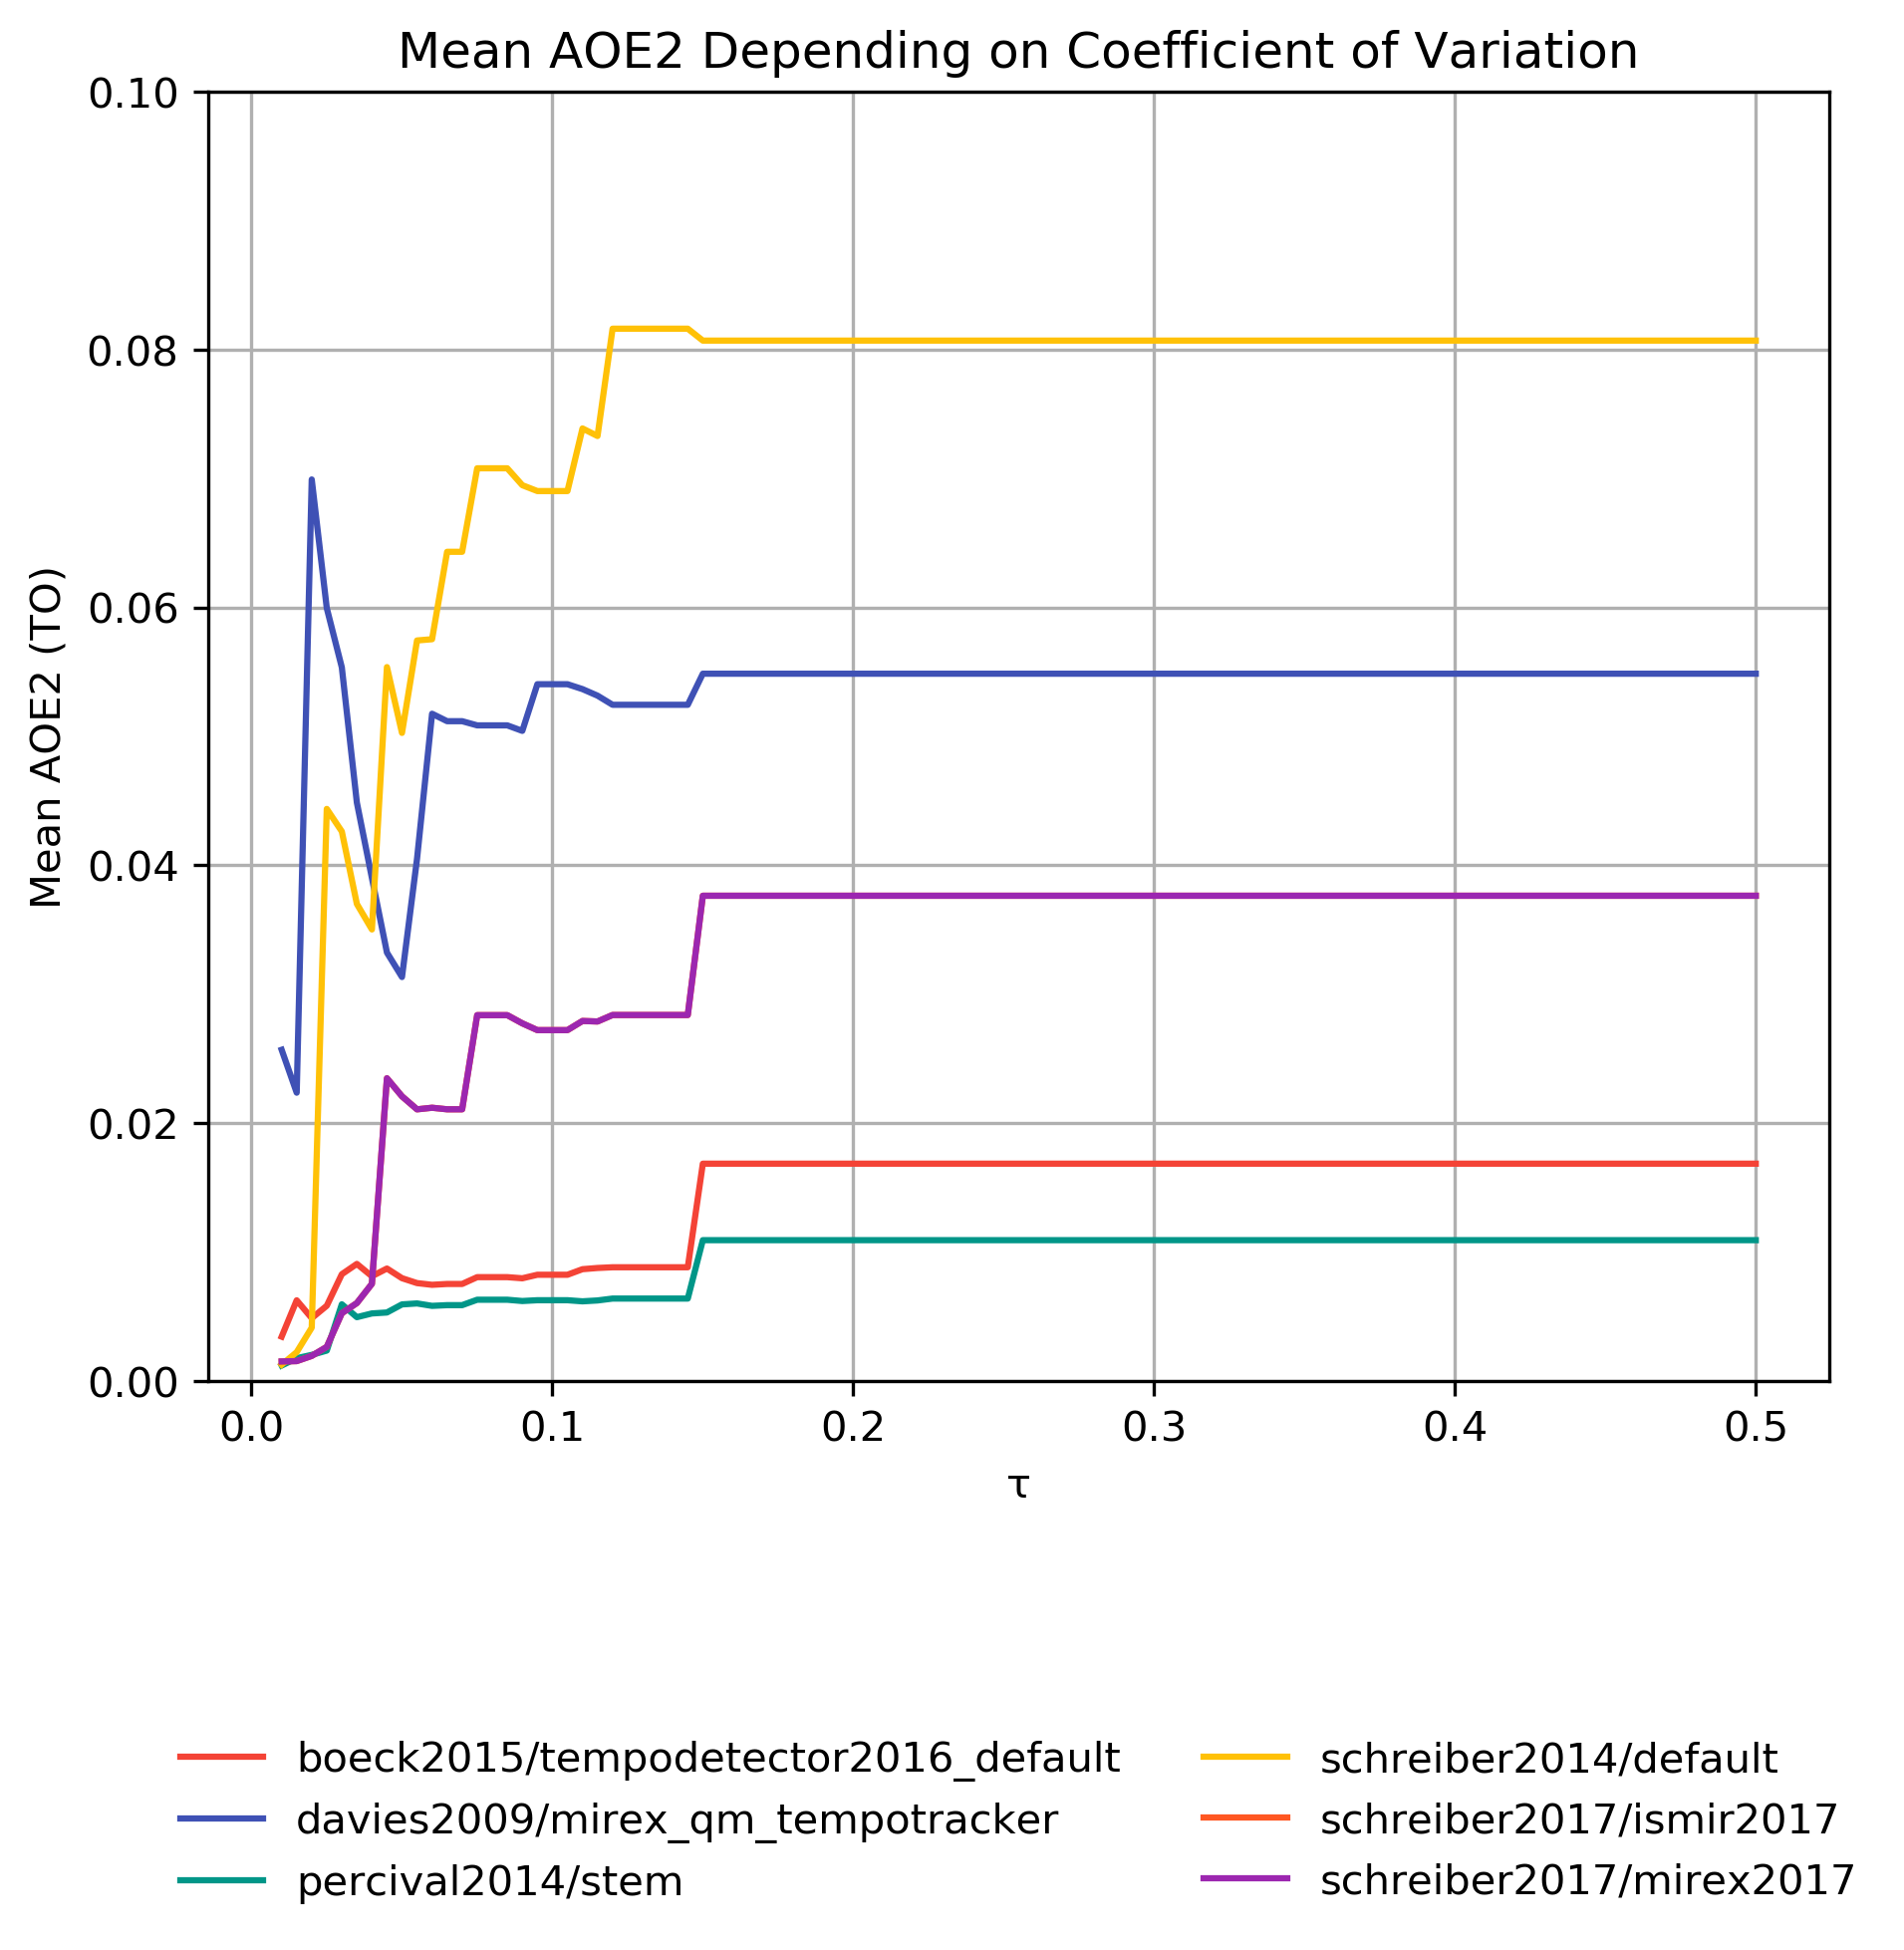 Mean AOE2 Depending on Coefficient of Variation
0.10
0.08
0.06
0.04
0.02
0.00
Mean AOE2 (TO)
0.0 0.1 0.2 0.3 0.4 0.5
τ
boeck2015/tempodetector2016_default
davies2009/mirex_qm_tempotracker
percival2014/stem
schreiber2014/default
schreiber2017/ismir2017
schreiber2017/mirex2017